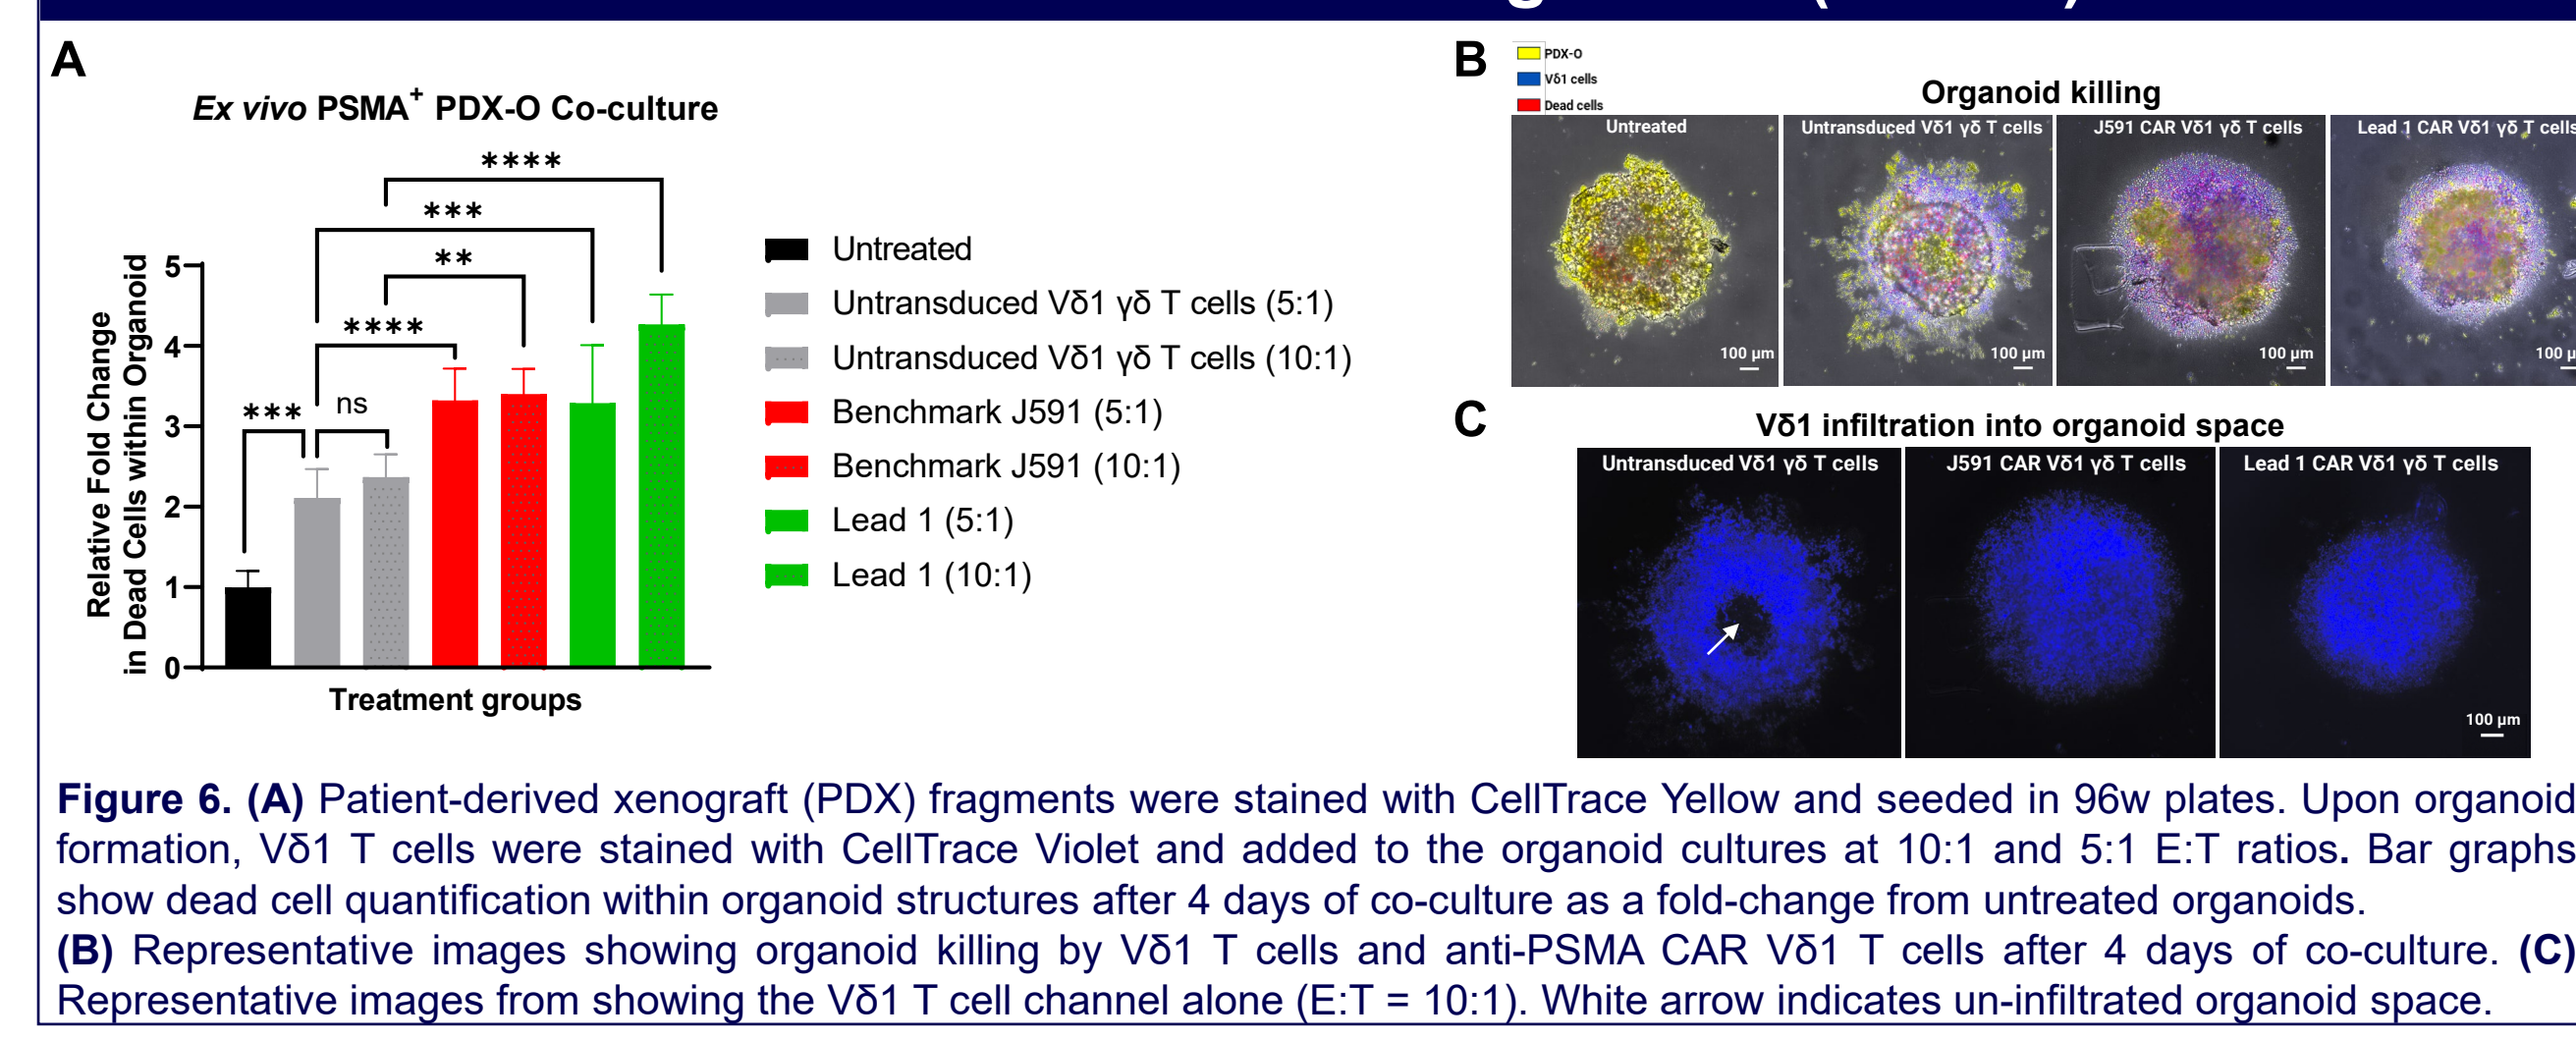 A
Ex vivo PSMA+ PDX-O Co-culture
****
***
**
****
***
ns
Relative Fold Change
in Dead Cells within Organoid
5
4
3
2
1
0
Treatment groups
Untreated
Untransduced Vδ1 γδ T cells (5:1)
Untransduced Vδ1 γδ T cells (10:1)
Benchmark J591 (5:1)
Benchmark J591 (10:1)
Lead 1 (5:1)
Lead 1 (10:1)
B
PDX-O
Vδ1 cells
Dead cells
Organoid killing
Untreated
Untransduced Vδ1 γδ T cells
J591 CAR Vδ1 γδ T cells
Lead 1 CAR Vδ1 γδ T cells
100 µm
100 µm
100 µm
100 µ
C
Vδ1 infiltration into organoid space
Untransduced Vδ1 γδ T cells
J591 CAR Vδ1 γδ T cells
Lead 1 CAR Vδ1 γδ T cells
100 µm
Figure 6. (A) Patient-derived xenograft (PDX) fragments were stained with CellTrace Yellow and seeded in 96w plates. Upon organoid
formation, Vδ1 T cells were stained with CellTrace Violet and added to the organoid cultures at 10:1 and 5:1 E:T ratios. Bar graphs
show dead cell quantification within organoid structures after 4 days of co-culture as a fold-change from untreated organoids.
(B) Representative images showing organoid killing by Vδ1 T cells and anti-PSMA CAR Vδ1 T cells after 4 days of co-culture. (C)
Representative images from showing the Vδ1 T cell channel alone (E:T = 10:1). White arrow indicates un-infiltrated organoid space.